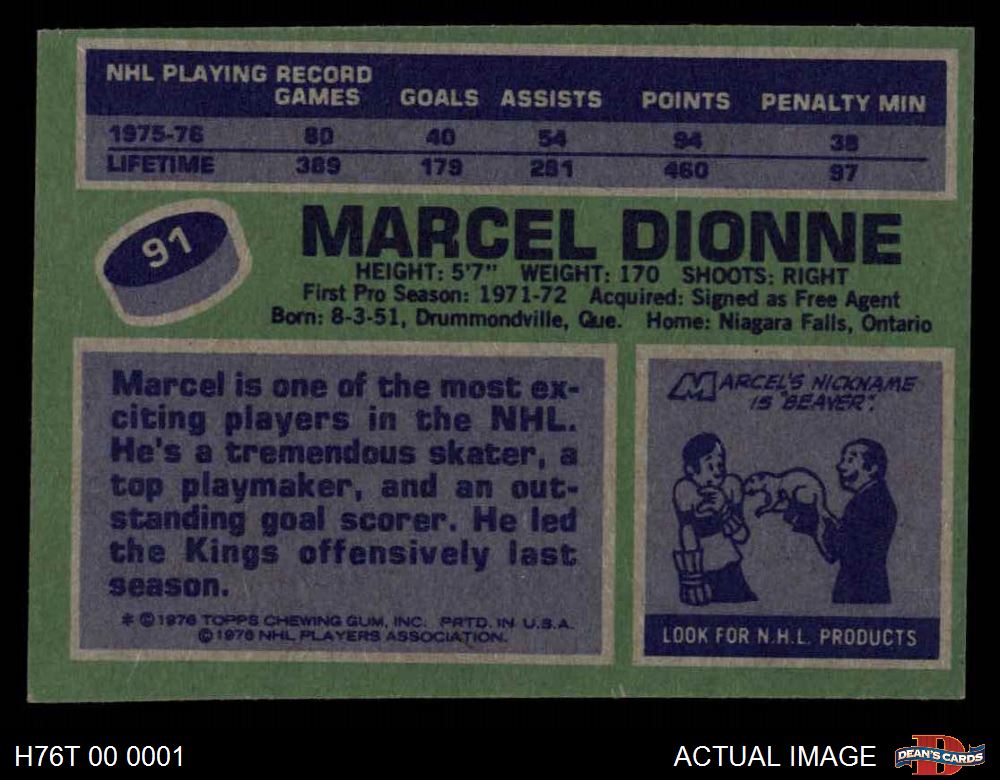 NHL PLAYING RECORD
GAMES GOALS ASSISTS POINTS PENALTY MIN
1975-76 80 40 54 94 38
LIFETIME 389 179 281 460 97
91
MARCEL DIONNE
HEIGHT: 5'7" WEIGHT: 170 SHOOTS: RIGHT
First Pro Season: 1971-72 Acquired: Signed as Free Agent
Born: 8-3-51, Drummondville, Que. Home: Niagara Falls, Ontario
Marcel is one of the most ex-
citing players in the NHL.
He's a tremendous skater, a
top playmaker, and an out-
standing goal scorer. He led
the Kings offensively last
season.
* © 1976 TOPPS CHEWING GUM, INC. PRTD. IN U.S.A.
© 1976 NHL PLAYERS ASSOCIATION.
MARCEL'S NICKNAME
IS "BEAVER".
LOOK FOR N.H.L. PRODUCTS
H76T 00 0001
ACTUAL IMAGE
D
DEAN'S CARDS